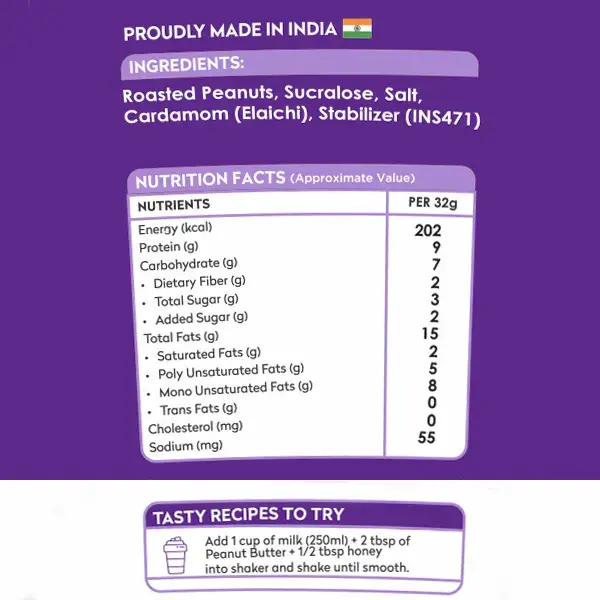 PROUDLY MADE IN INDIA
INGREDIENTS:
Roasted Peanuts, Sucralose, Salt,
Cardamom (Elaichi), Stabilizer (INS471)
NUTRITION FACTS (Approximate Value)
NUTRIENTS PER 32g
Energy (kcal) 202
Protein (g) 9
Carbohydrate (g) 7
• Dietary Fiber (g) 2
• Total Sugar (g) 3
• Added Sugar (g) 2
Total Fats (g) 15
• Saturated Fats (g) 2
• Poly Unsaturated Fats (g) 5
• Mono Unsaturated Fats (g) 8
• Trans Fats (g) 0
Cholesterol (mg) 0
Sodium (mg) 55
TASTY RECIPES TO TRY
Add 1 cup of milk (250ml) + 2 tbsp of
Peanut Butter + 1/2 tbsp honey
into shaker and shake until smooth.